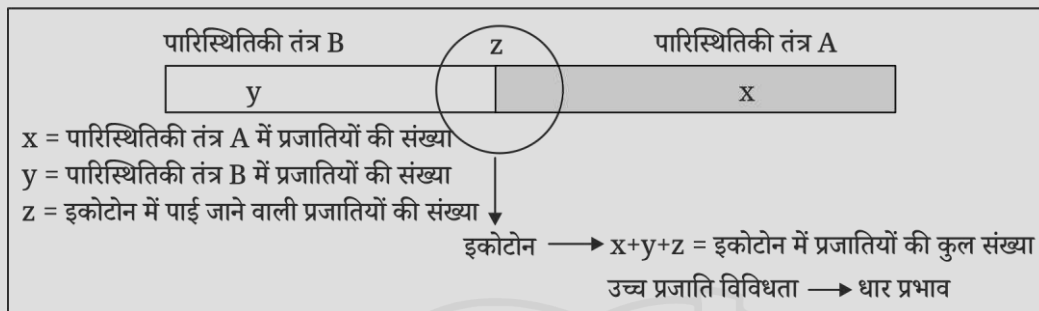 पारिस्थितिकी तंत्र B z पारिस्थितिकी तंत्र A
y x
x = पारिस्थितिकी तंत्र A में प्रजातियों की संख्या
y = पारिस्थितिकी तंत्र B में प्रजातियों की संख्या
z = इकोटोन में पाई जाने वाली प्रजातियों की संख्या
इकोटोन → x+y+z = इकोटोन में प्रजातियों की कुल संख्या
उच्च प्रजाति विविधता → धार प्रभाव